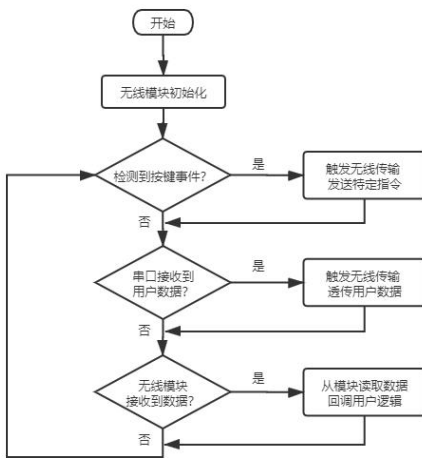 开始
无线模块初始化
检测到按键事件?
是
触发无线传输
发送特定指令
否
串口接收到
用户数据?
是
触发无线传输
透传用户数据
否
无线模块
接收到数据?
是
从模块读取数据
回调用户逻辑
否